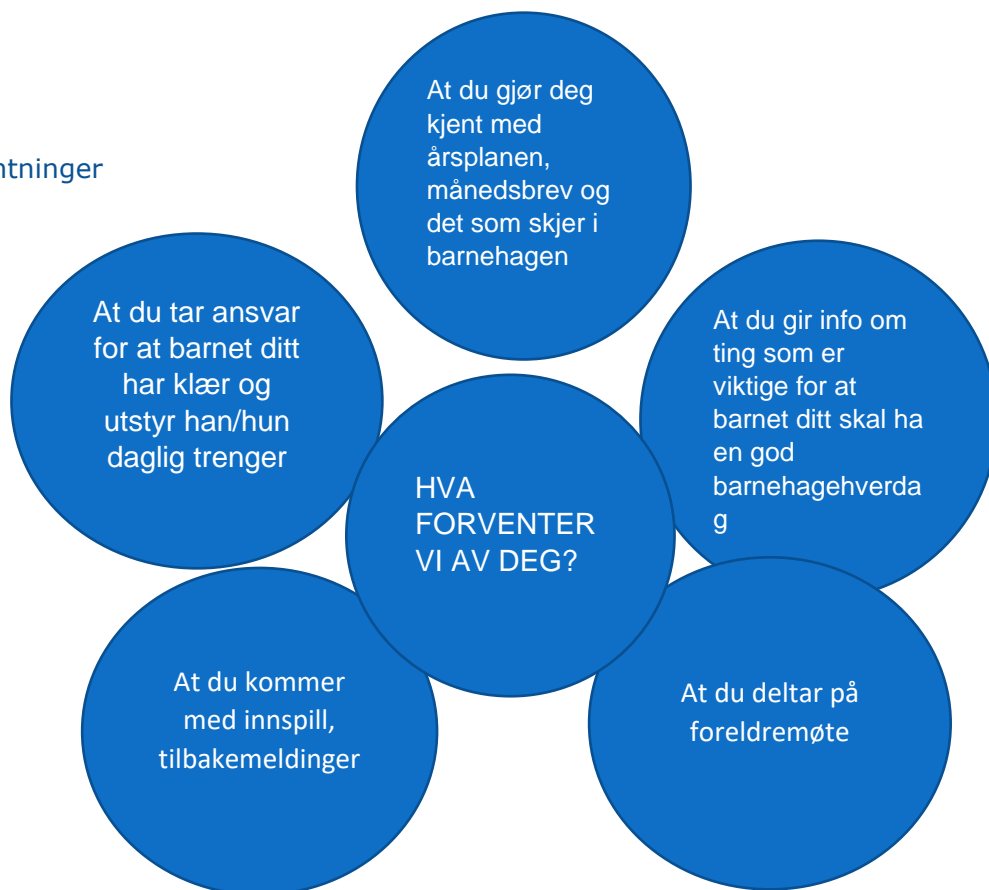 ntninger
At du gjør deg
kjent med
årsplanen,
månedsbrev og
det som skjer i
barnehagen
At du tar ansvar
for at barnet ditt
har klær og
utstyr han/hun
daglig trenger
At du gir info om
ting som er
viktige for at
barnet ditt skal ha
en god
barnehagehverda
g
HVA
FORVENTER
VI AV DEG?
At du kommer
med innspill,
tilbakemeldinger
At du deltar på
foreldremøte